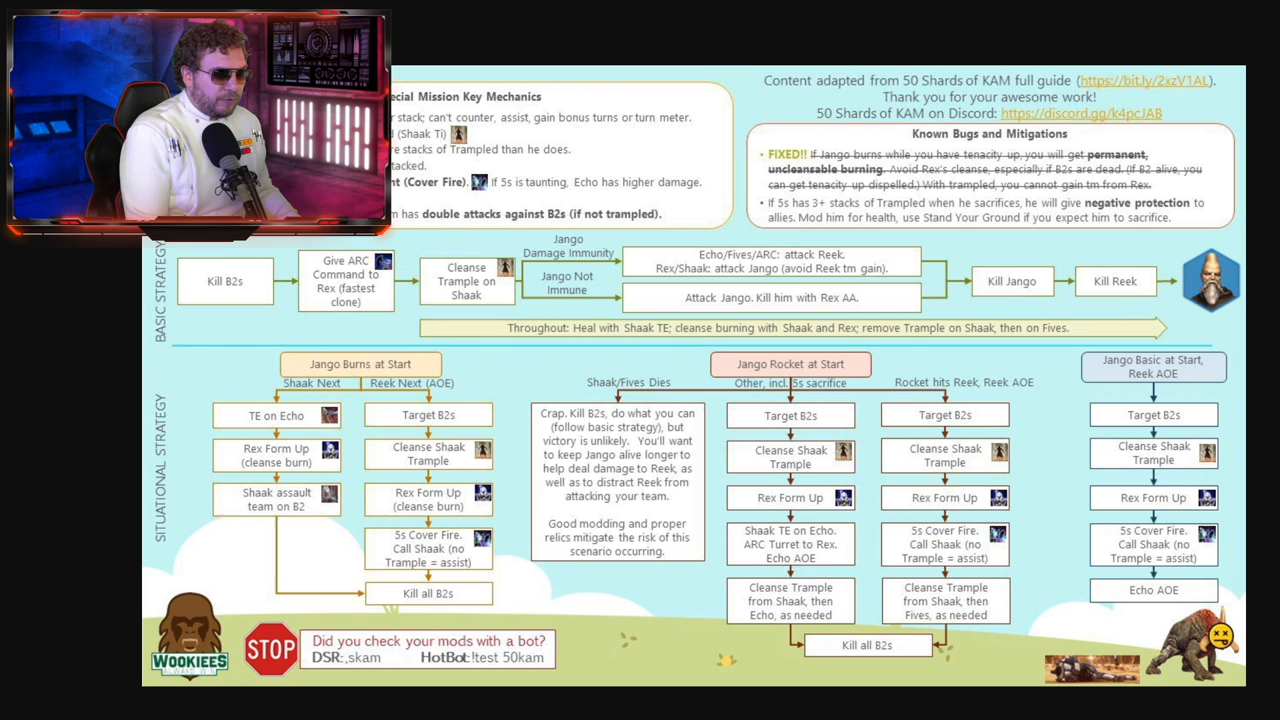 Content adapted from 50 Shards of KAM full guide (https://bit.ly/2xzV1AL).
Thank you for your awesome work!
50 Shards of KAM on Discord: https://discord.gg/k4pcJAB
ecial Mission Key Mechanics
r stack; can't counter, assist, gain bonus turns or turn meter.
d (Shaak Ti)
re stacks of Trampled than he does.
tacked.
nt (Cover Fire). If 5s is taunting, Echo has higher damage.
m has double attacks against B2s (if not trampled).
Known Bugs and Mitigations
• FIXED!! If Jango burns while you have tenacity up, you will get permanent,
uncleansable burning. Avoid Rex's cleanse, especially if B2s are dead. (If B2 alive, you
can get tenacity up dispelled.) With trampled, you cannot gain tm from Rex.
• If 5s has 3+ stacks of Trampled when he sacrifices, he will give negative protection to
allies. Mod him for health, use Stand Your Ground if you expect him to sacrifice.
BASIC STRATEGY
Kill B2s
Give ARC
Command to
Rex (fastest
clone)
Cleanse
Trample on
Shaak
Jango
Damage Immunity
Jango Not
Immune
Echo/Fives/ARC: attack Reek.
Rex/Shaak: attack Jango (avoid Reek tm gain).
Attack Jango. Kill him with Rex AA.
Kill Jango
Kill Reek
Throughout: Heal with Shaak TE; cleanse burning with Shaak and Rex; remove Trample on Shaak, then on Fives.
SITUATIONAL STRATEGY
Jango Burns at Start
Shaak Next
Reek Next (AOE)
TE on Echo
Rex Form Up
(cleanse burn)
Shaak assault
team on B2
Target B2s
Cleanse Shaak
Trample
Rex Form Up
(cleanse burn)
5s Cover Fire.
Call Shaak (no
Trample = assist)
Kill all B2s
Jango Rocket at Start
Shaak/Fives Dies
Other, incl. 5s sacrifice
Rocket hits Reek, Reek AOE
Crap. Kill B2s, do what you can
(follow basic strategy), but
victory is unlikely. You'll want
to keep Jango alive longer to
help deal damage to Reek, as
well as to distract Reek from
attacking your team.
Good modding and proper
relics mitigate the risk of this
scenario occurring.
Target B2s
Cleanse Shaak
Trample
Rex Form Up
Shaak TE on Echo.
ARC Turret to Rex.
Echo AOE
Cleanse Trample
from Shaak, then
Echo, as needed
Target B2s
Cleanse Shaak
Trample
Rex Form Up
5s Cover Fire.
Call Shaak (no
Trample = assist)
Cleanse Trample
from Shaak, then
Fives, as needed
Kill all B2s
Jango Basic at Start,
Reek AOE
Target B2s
Cleanse Shaak
Trample
Rex Form Up
5s Cover Fire.
Call Shaak (no
Trample = assist)
Echo AOE
WOOKIEES
STOP
Did you check your mods with a bot?
DSR:,skam HotBot:!test 50kam